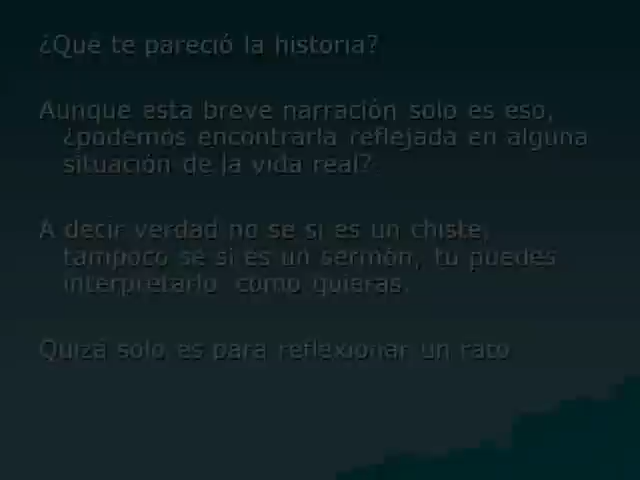 ¿Qué te pareció la historia?
Aunque esta breve narración solo es eso,
¿podemos encontrarla reflejada en alguna
situación de la vida real?
A decir verdad no se si es un chiste,
tampoco se si es un sermón, tu puedes
interpretarlo como quieras.
Quizá solo es para reflexionar un rato